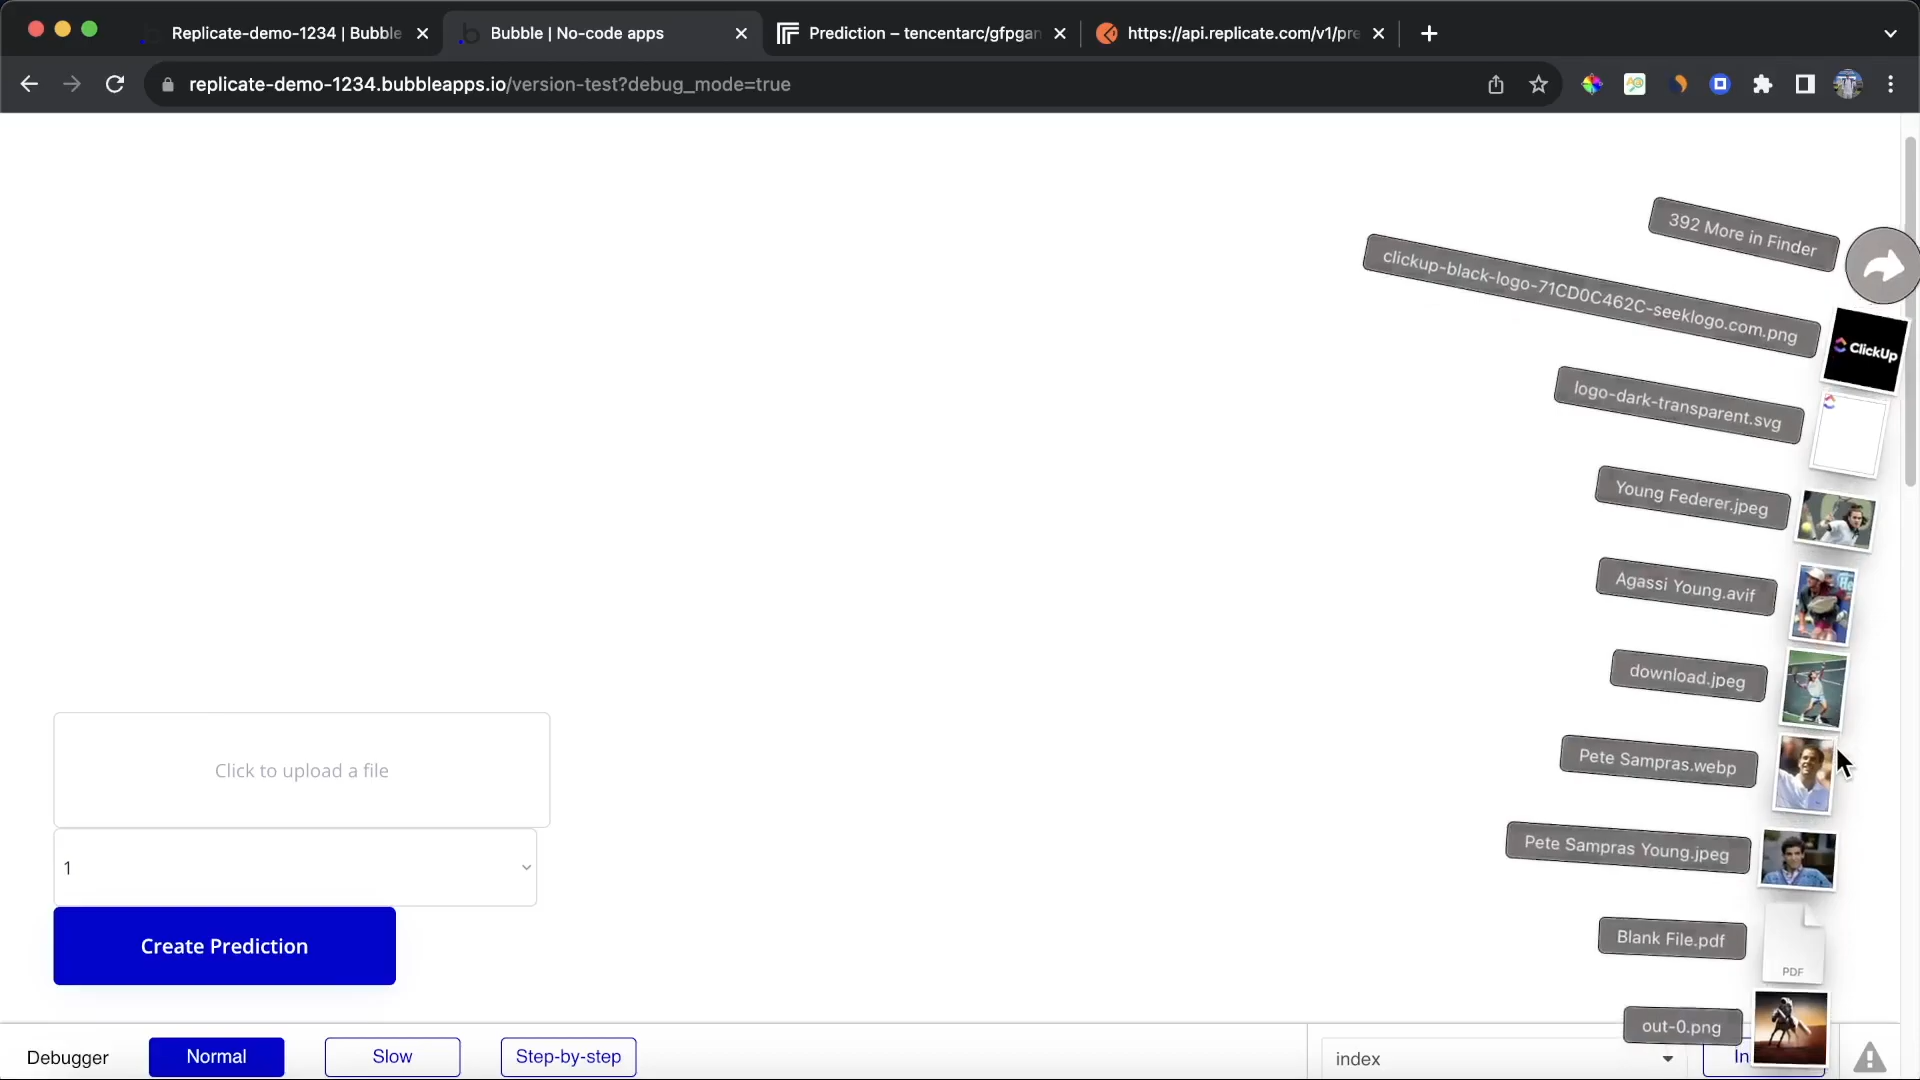 Replicate-demo-1234 | Bubble
Bubble | No-code apps
Prediction – tencentarc/gfpgan
https://api.replicate.com/v1/pre
replicate-demo-1234.bubbleapps.io/version-test?debug_mode=true
392 More in Finder
clickup-black-logo-71CD0C462C-seeklogo.com.png
ClickUp
logo-dark-transparent.svg
Young Federer.jpeg
Agassi Young.avif
download.jpeg
Pete Sampras.webp
Click to upload a file
Pete Sampras Young.jpeg
1
Create Prediction
Blank File.pdf
PDF
out-0.png
Debugger
Normal
Slow
Step-by-step
index
In